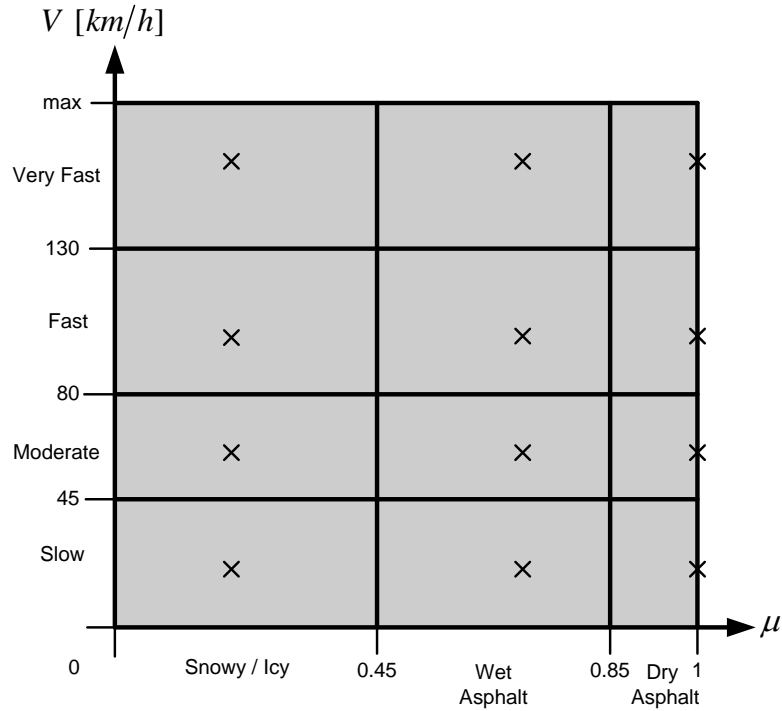 V [km/h]
max
Very Fast
130
Fast
80
Moderate
45
Slow
μ
0
Snowy / Icy
0.45
Wet
Asphalt
0.85
Dry
Asphalt
1